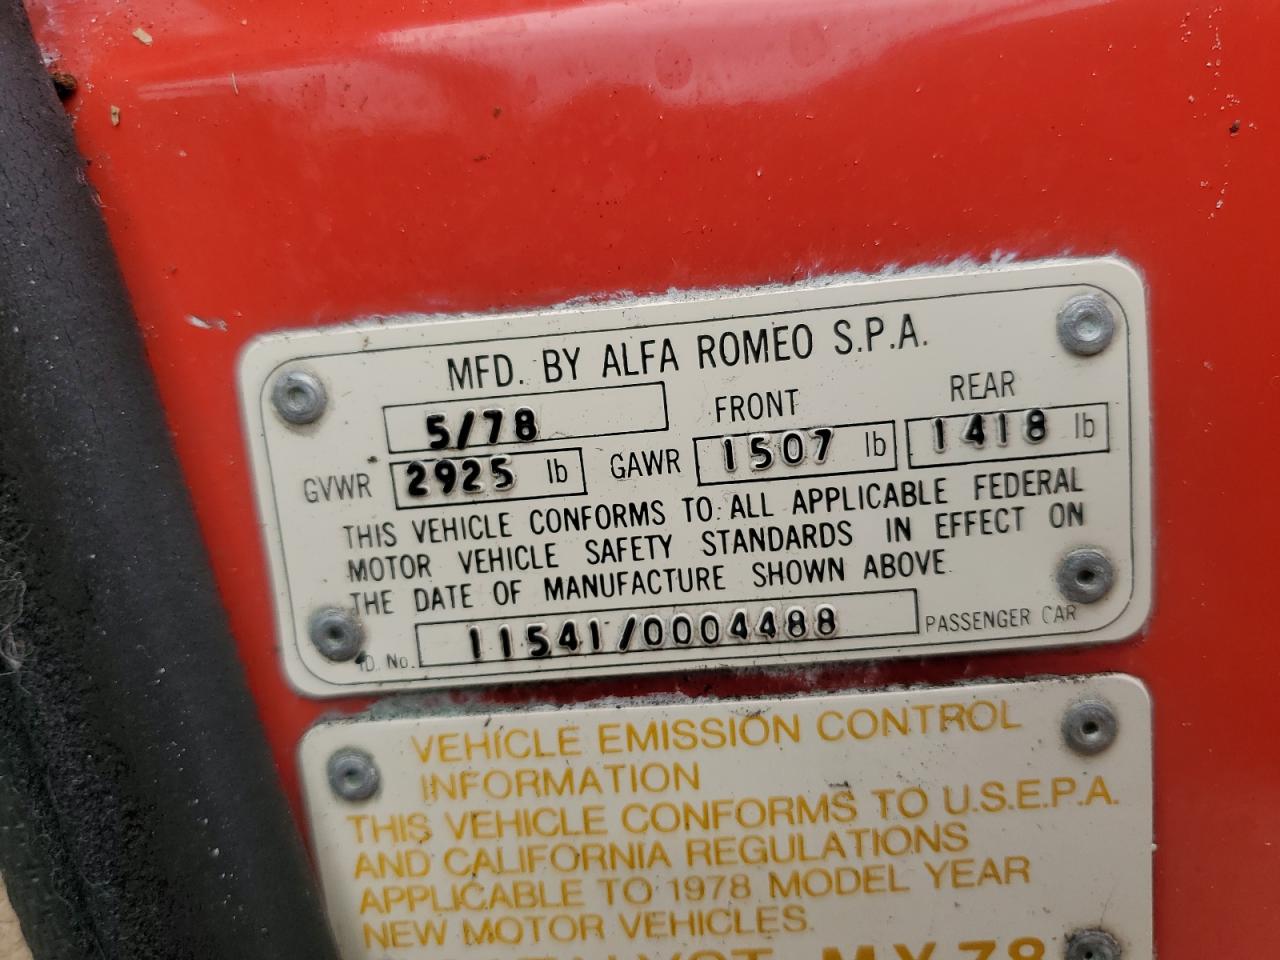 MFD. BY ALFA ROMEO S.P.A.
5/78 FRONT REAR
GVWR 2925 lb GAWR 1507 lb 1418 lb
THIS VEHICLE CONFORMS TO ALL APPLICABLE FEDERAL
MOTOR VEHICLE SAFETY STANDARDS IN EFFECT ON
THE DATE OF MANUFACTURE SHOWN ABOVE
ID. No. 11541/0004488 PASSENGER CAR
VEHICLE EMISSION CONTROL
INFORMATION
THIS VEHICLE CONFORMS TO U.S.E.P.A.
AND CALIFORNIA REGULATIONS
APPLICABLE TO 1978 MODEL YEAR
NEW MOTOR VEHICLES.
MY 78